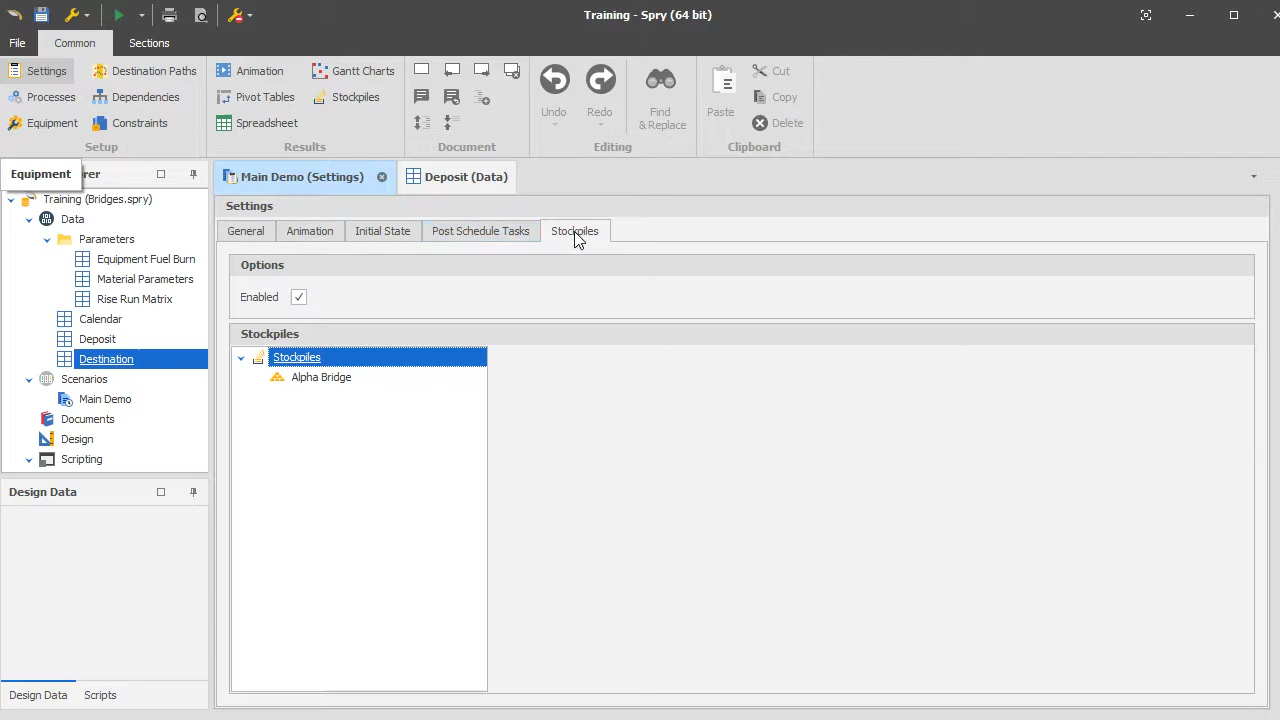 Training - Spry (64 bit)
File
Common
Sections
Settings
Destination Paths
Processes
Dependencies
Equipment
Constraints
Setup
Animation
Gantt Charts
Pivot Tables
Stockpiles
Spreadsheet
Results
Document
Undo
Redo
Find
& Replace
Editing
Paste
Cut
Copy
Delete
Clipboard
Equipment
rer
Training (Bridges.spry)
Data
Parameters
Equipment Fuel Burn
Material Parameters
Rise Run Matrix
Calendar
Deposit
Destination
Scenarios
Main Demo
Documents
Design
Scripting
Design Data
Design Data
Scripts
Main Demo (Settings)
Deposit (Data)
Settings
General
Animation
Initial State
Post Schedule Tasks
Stockpiles
Options
Enabled
Stockpiles
Stockpiles
Alpha Bridge